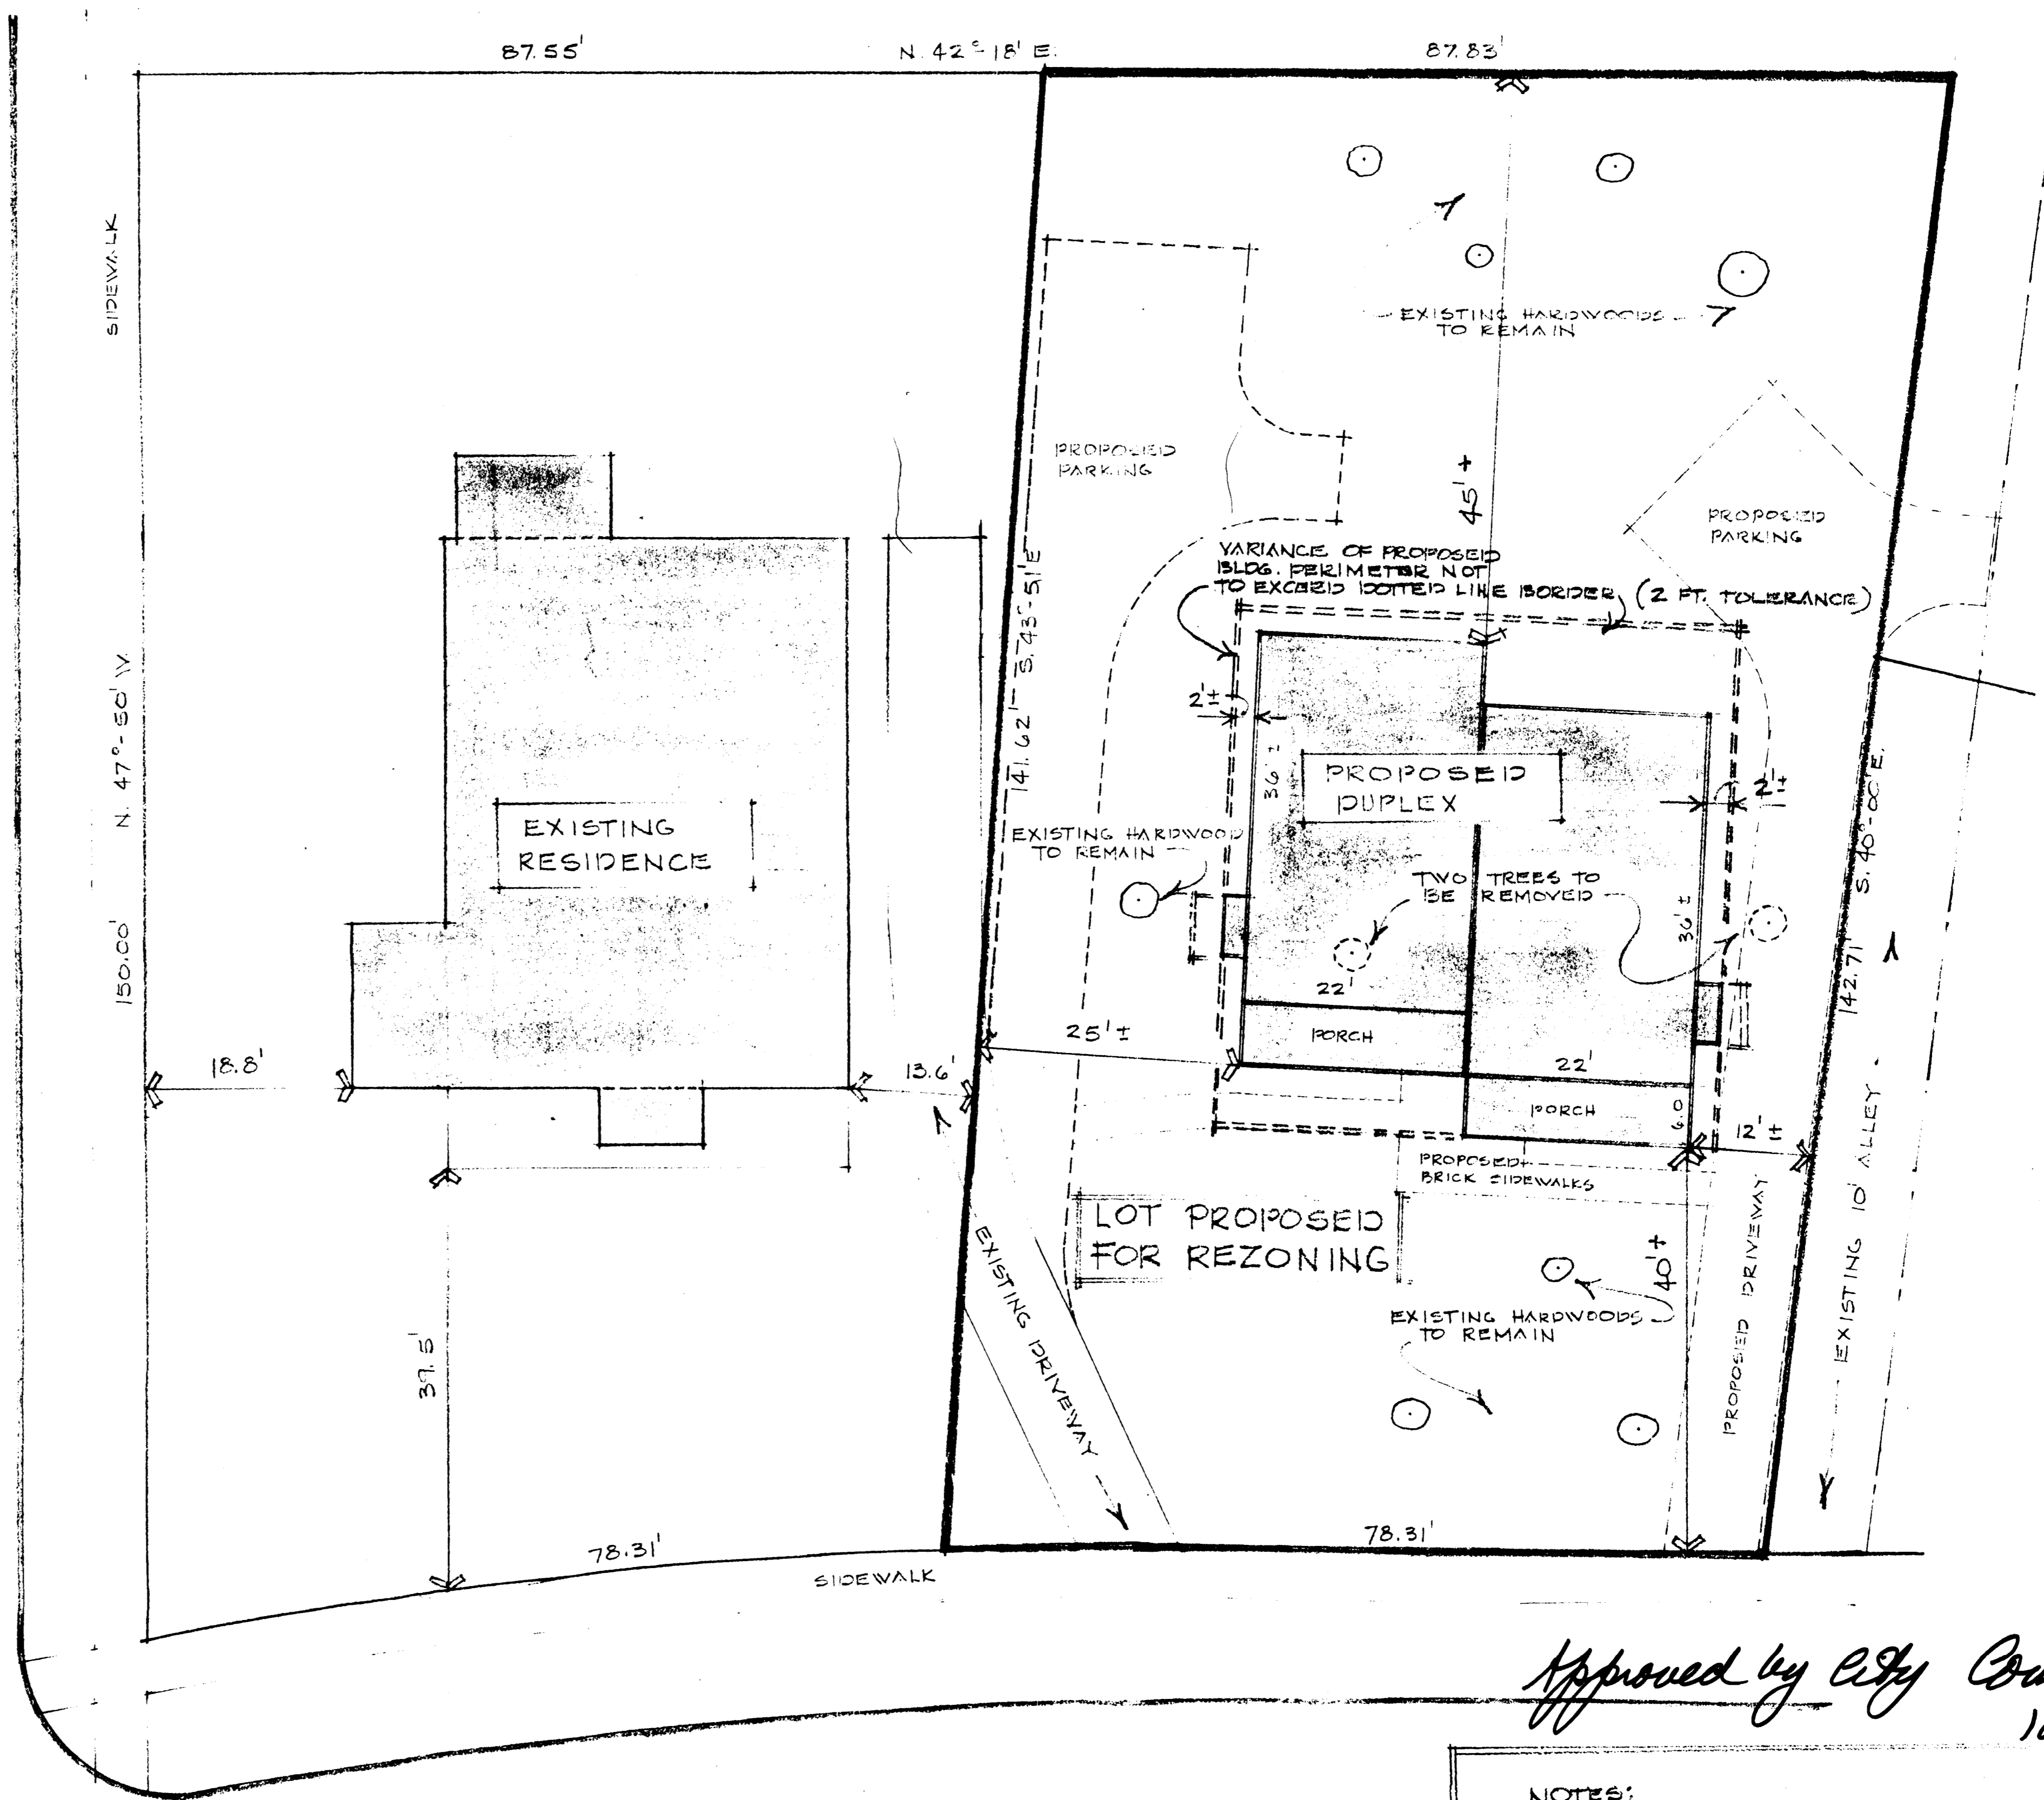 87.55'
N. 42°-18' E.
87.83'
SIDEWALK
EXISTING HARDWOODS
TO REMAIN
PROPOSED
PARKING
45'+
PROPOSED
PARKING
VARIANCE OF PROPOSED
BLDG. PERIMETER NOT
TO EXCEED DOTTED LINE BORDER (2 FT. TOLERANCE)
141.62' S. 43°-51' E
N. 47°-50' W.
150.00'
2'±
36'±
PROPOSED
DUPLEX
2'±
S. 40°-00' E.
142.71'
EXISTING
RESIDENCE
EXISTING HARDWOOD
TO REMAIN
TWO TREES TO
BE REMOVED
36'±
22'
25'±
PORCH
18.8'
13.6'
22'
PORCH
6.0
12'±
PROPOSED
BRICK SIDEWALKS
LOT PROPOSED
FOR REZONING
EXISTING DRIVEWAY
40'+
PROPOSED DRIVEWAY
EXISTING 10' ALLEY
EXISTING HARDWOODS
TO REMAIN
39.5'
78.31'
78.31'
SIDEWALK
Approved by City Cou
NOTES: